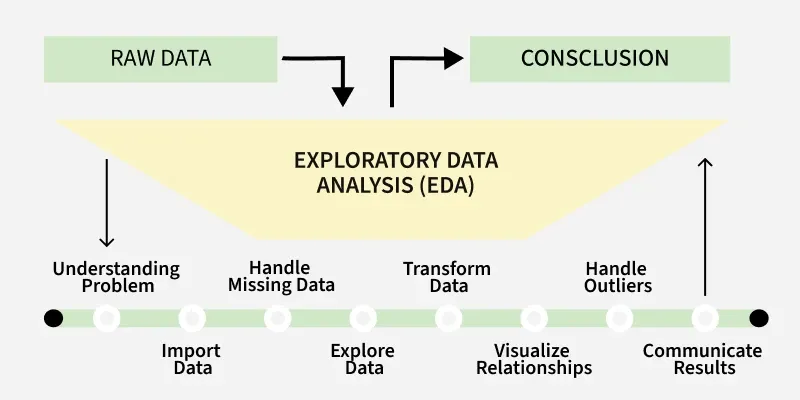 RAW DATA
CONSCLUSION
EXPLORATORY DATA
ANALYSIS (EDA)
Understanding
Problem
Handle
Missing Data
Transform
Data
Handle
Outliers
Import
Data
Explore
Data
Visualize
Relationships
Communicate
Results